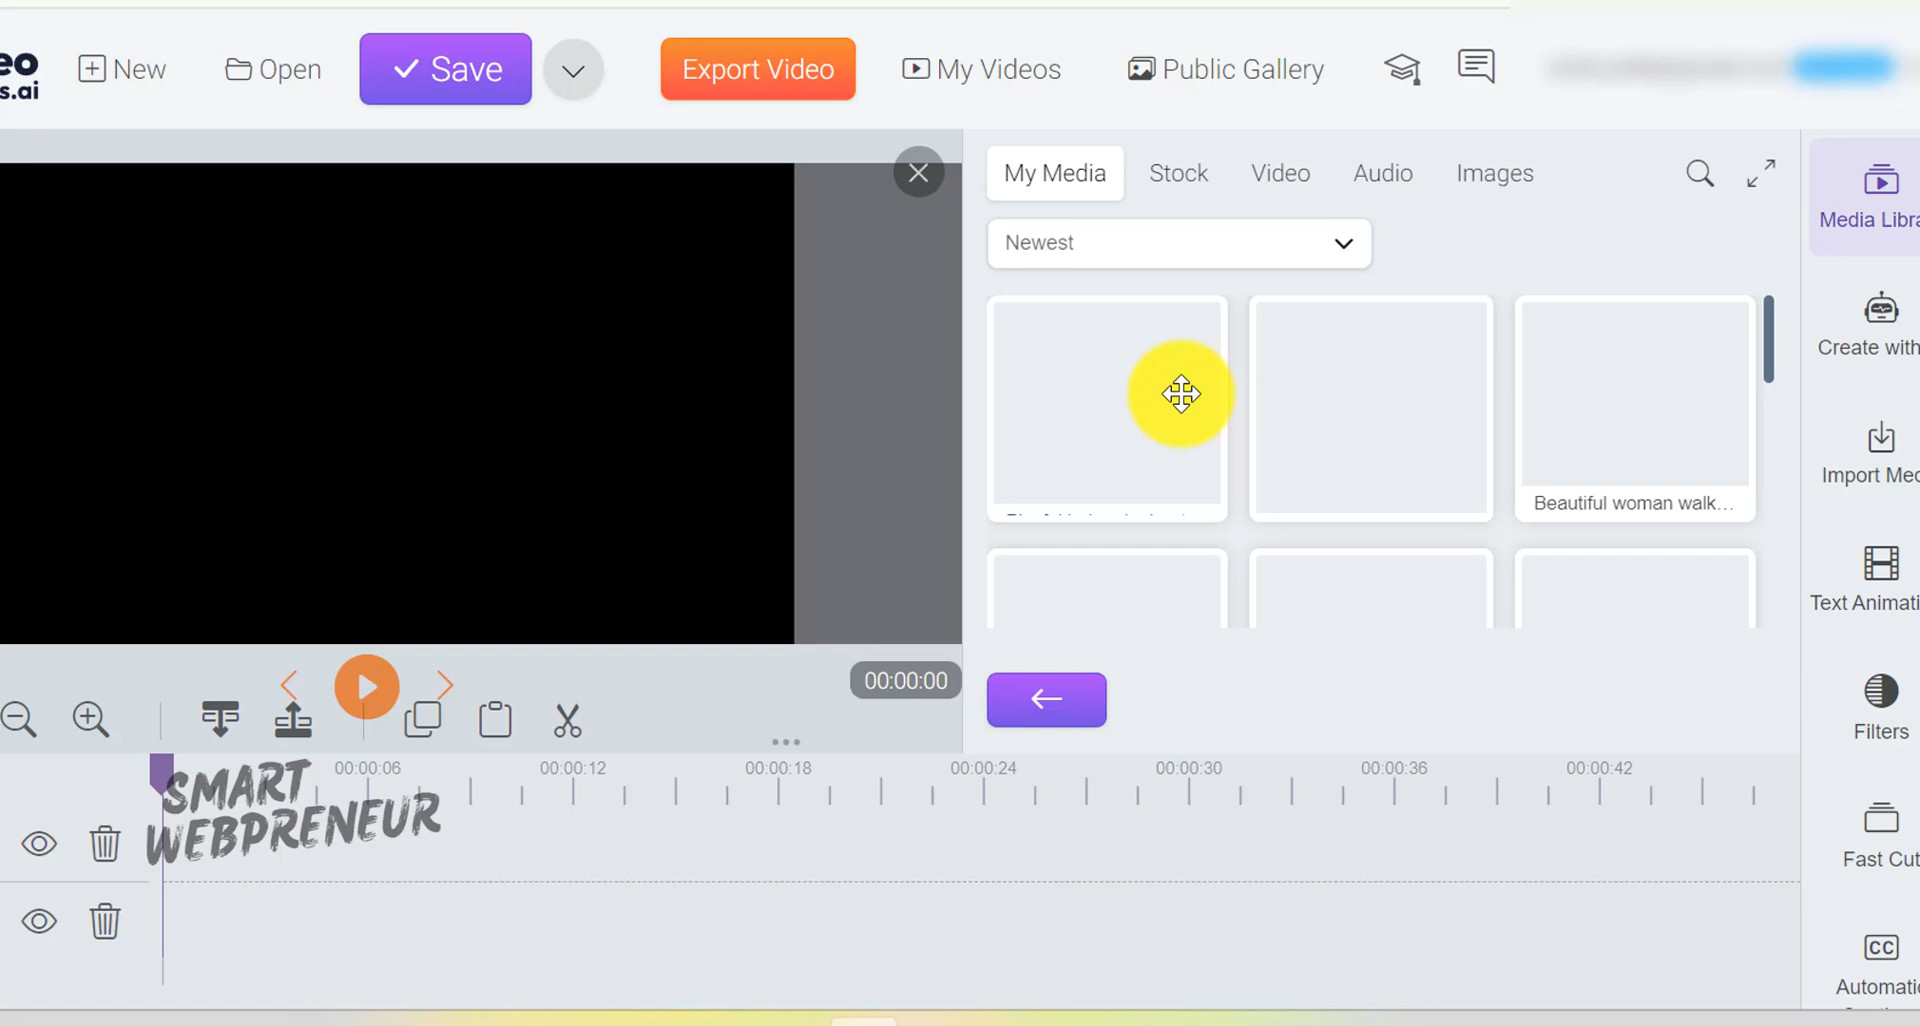 eo
s.ai
New
Open
Save
Export Video
My Videos
Public Gallery
My Media
Stock
Video
Audio
Images
Newest
Media Libra
Create with
Beautiful woman walk...
Import Med
Text Animati
00:00:00
Filters
00:00:06
00:00:12
00:00:18
00:00:24
00:00:30
00:00:36
00:00:42
SMART
WEBPRENEUR
Fast Cut
CC
Automati